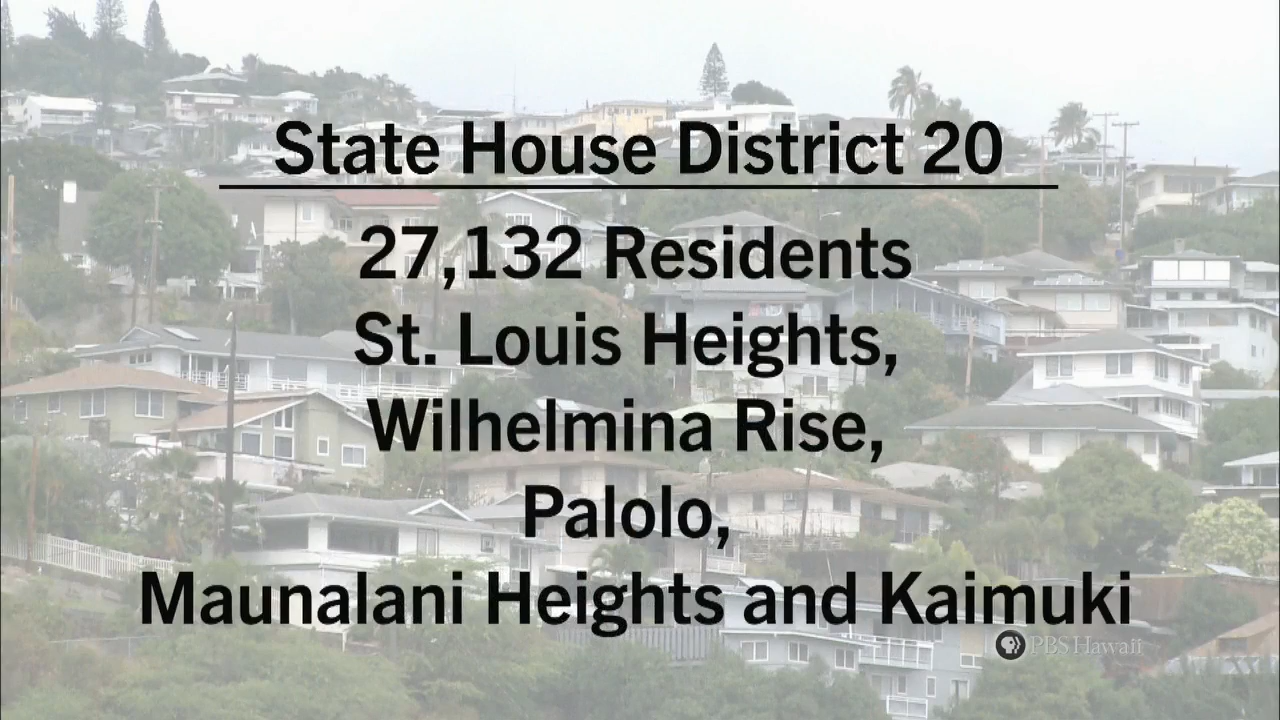 State House District 20
27,132 Residents
St. Louis Heights,
Wilhelmina Rise,
Palolo,
Maunalani Heights and Kaimuki
PBS Hawaii